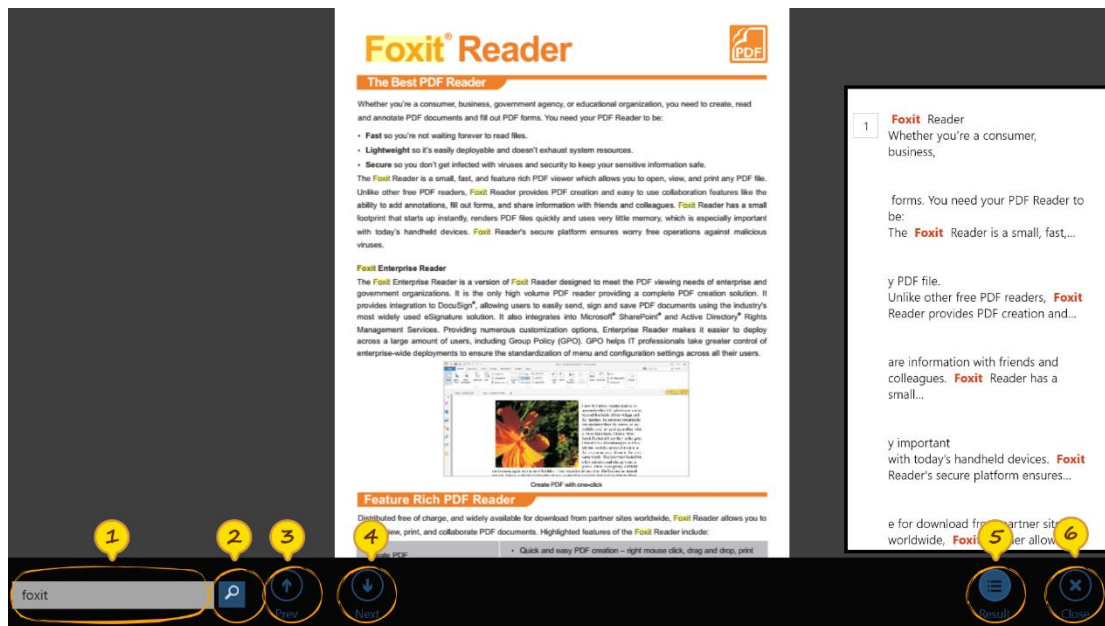 Foxit® Reader
PDF
The Best PDF Reader
Whether you're a consumer, business, government agency, or educational organization, you need to create, read
and annotate PDF documents and fill out PDF forms. You need your PDF Reader to be:
• Fast so you're not waiting forever to read files.
• Lightweight so it's easily deployable and doesn't exhaust system resources.
• Secure so you don't get infected with viruses and security to keep your sensitive information safe.
The Foxit Reader is a small, fast, and feature rich PDF viewer which allows you to open, view, and print any PDF file.
Unlike other free PDF readers, Foxit Reader provides PDF creation and easy to use collaboration features like the
ability to add annotations, fill out forms, and share information with friends and colleagues. Foxit Reader has a small
footprint that starts up instantly, renders PDF files quickly and uses very little memory, which is especially important
with today's handheld devices. Foxit Reader's secure platform ensures worry free operations against malicious
viruses.
Foxit Enterprise Reader
The Foxit Enterprise Reader is a version of Foxit Reader designed to meet the PDF viewing needs of enterprise and
government organizations. It is the only high volume PDF reader providing a complete PDF creation solution. It
provides integration to DocuSign®, allowing users to easily send, sign and save PDF documents using the industry's
most widely used eSignature solution. It also integrates into Microsoft® SharePoint® and Active Directory® Rights
Management Services. Providing numerous customization options, Enterprise Reader makes it easier to deploy
across a large amount of users, including Group Policy (GPO). GPO helps IT professionals take greater control of
enterprise-wide deployments to ensure the standardization of menu and configuration settings across all their users.
Create PDF with one-click
Feature Rich PDF Reader
Distributed free of charge, and widely available for download from partner sites worldwide, Foxit Reader allows you to
view, print, and collaborate PDF documents. Highlighted features of the Foxit Reader include:
PDF
• Quick and easy PDF creation – right mouse click, drag and drop, print
1
Foxit Reader
Whether you're a consumer,
business,
forms. You need your PDF Reader to
be:
The Foxit Reader is a small, fast,...
y PDF file.
Unlike other free PDF readers, Foxit
Reader provides PDF creation and...
are information with friends and
colleagues. Foxit Reader has a
small...
y important
with today's handheld devices. Foxit
Reader's secure platform ensures...
e for download partner
worldwide,
1
2
3
4
5
6
foxit
Prev
Next
Result
Close